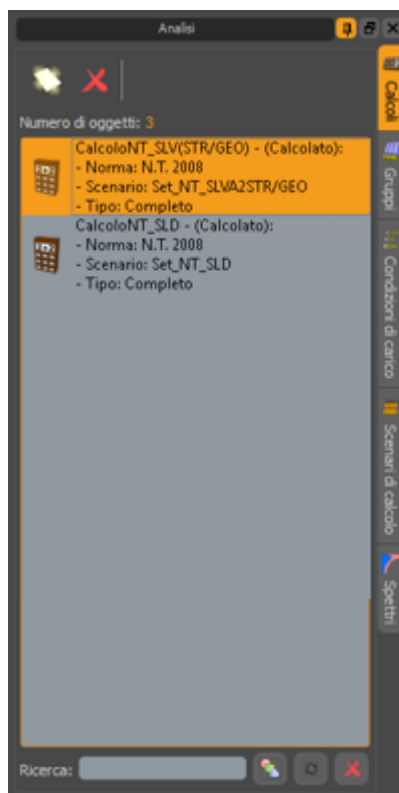 Analisi
Numero di oggetti: 3
CalcoloNT_SLV(STR/GEO) - (Calcolato):
- Norma: N.T. 2008
- Scenario: Set_NT_SLVA2STR/GEO
- Tipo: Completo
CalcoloNT_SLD - (Calcolato):
- Norma: N.T. 2008
- Scenario: Set_NT_SLD
- Tipo: Completo
Ricerca:
Calcoli
Gruppi
Condizioni di carico
Scenari di calcolo
Spettri